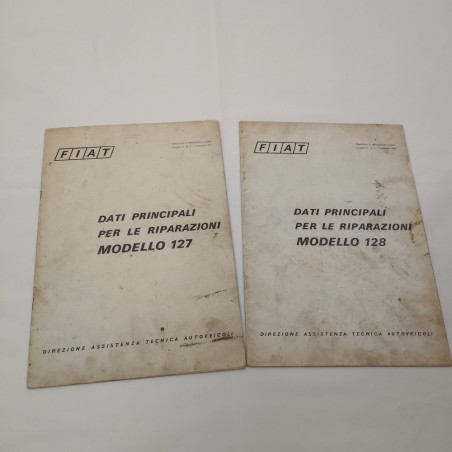 FIAT
DATI PRINCIPALI
PER LE RIPARAZIONI
MODELLO 127
DIREZIONE ASSISTENZA TECNICA AUTOVEICOLI
FIAT
DATI PRINCIPALI
PER LE RIPARAZIONI
MODELLO 128
DIREZIONE ASSISTENZA TECNICA AUTOVEICOLI